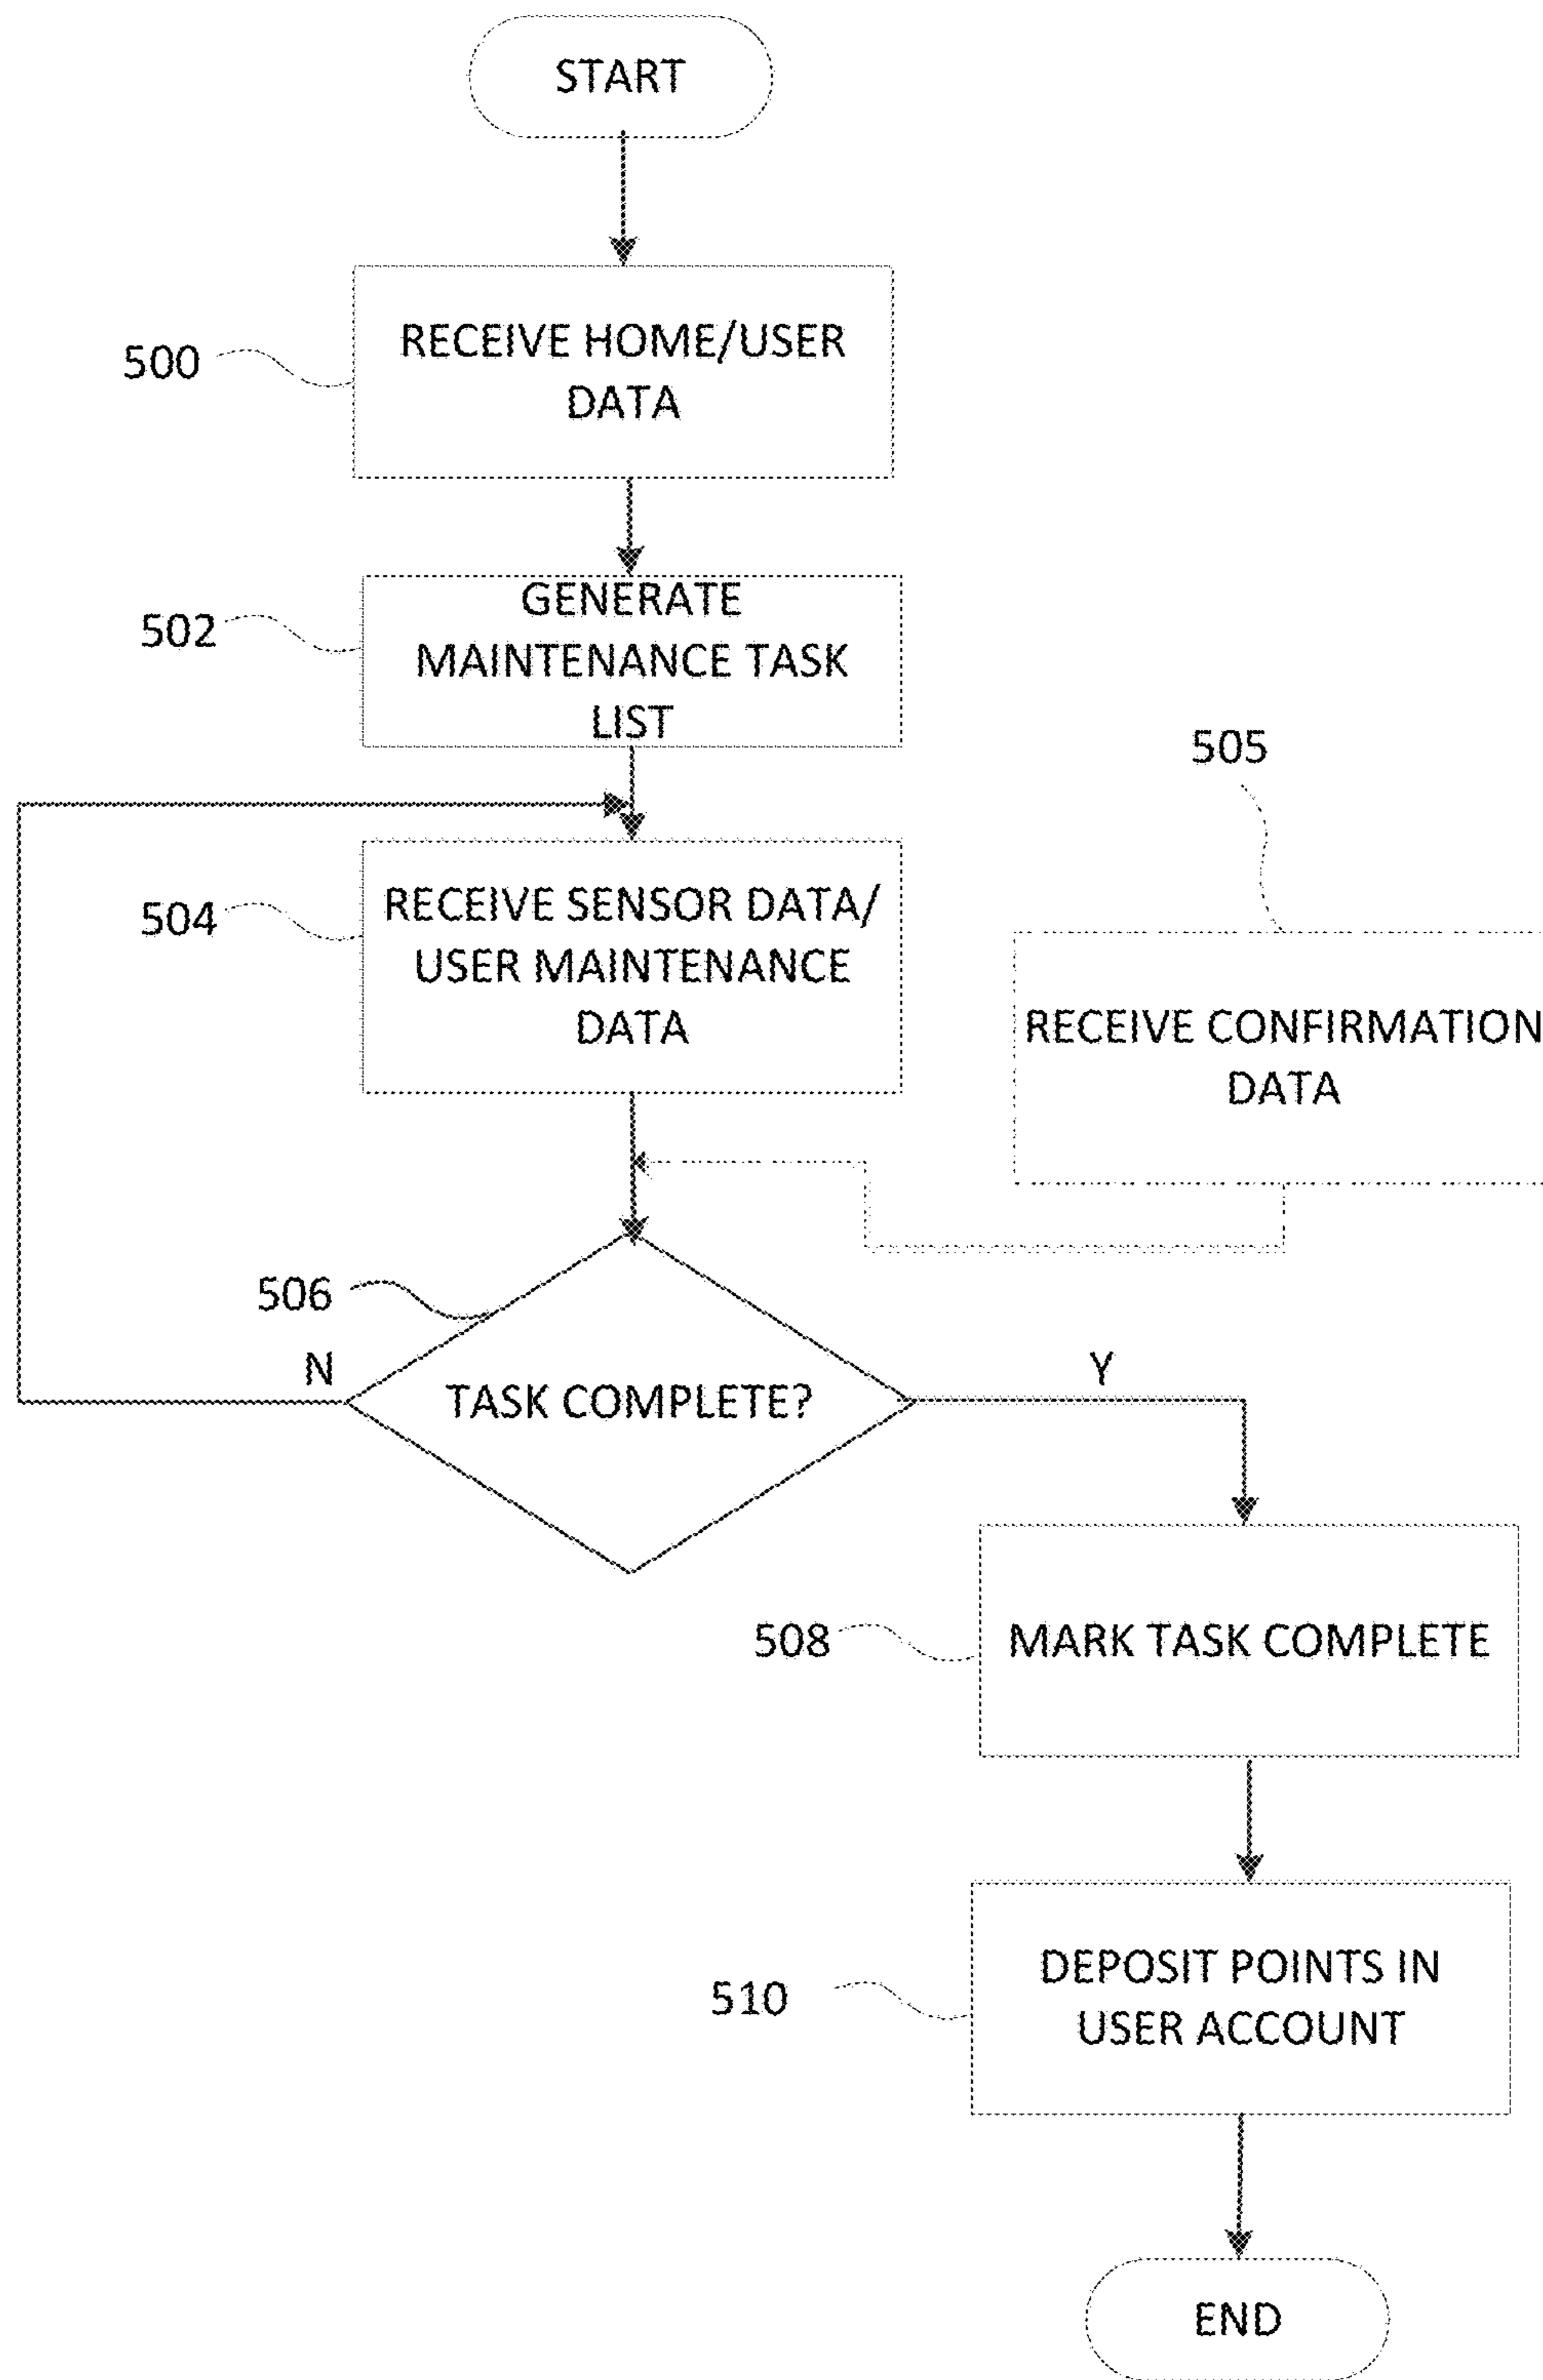 START
500
RECEIVE HOME/USER
DATA
502
GENERATE
MAINTENANCE TASK
LIST
504
RECEIVE SENSOR DATA/
USER MAINTENANCE
DATA
505
RECEIVE CONFIRMATION
DATA
506
N
TASK COMPLETE?
Y
508
MARK TASK COMPLETE
510
DEPOSIT POINTS IN
USER ACCOUNT
END